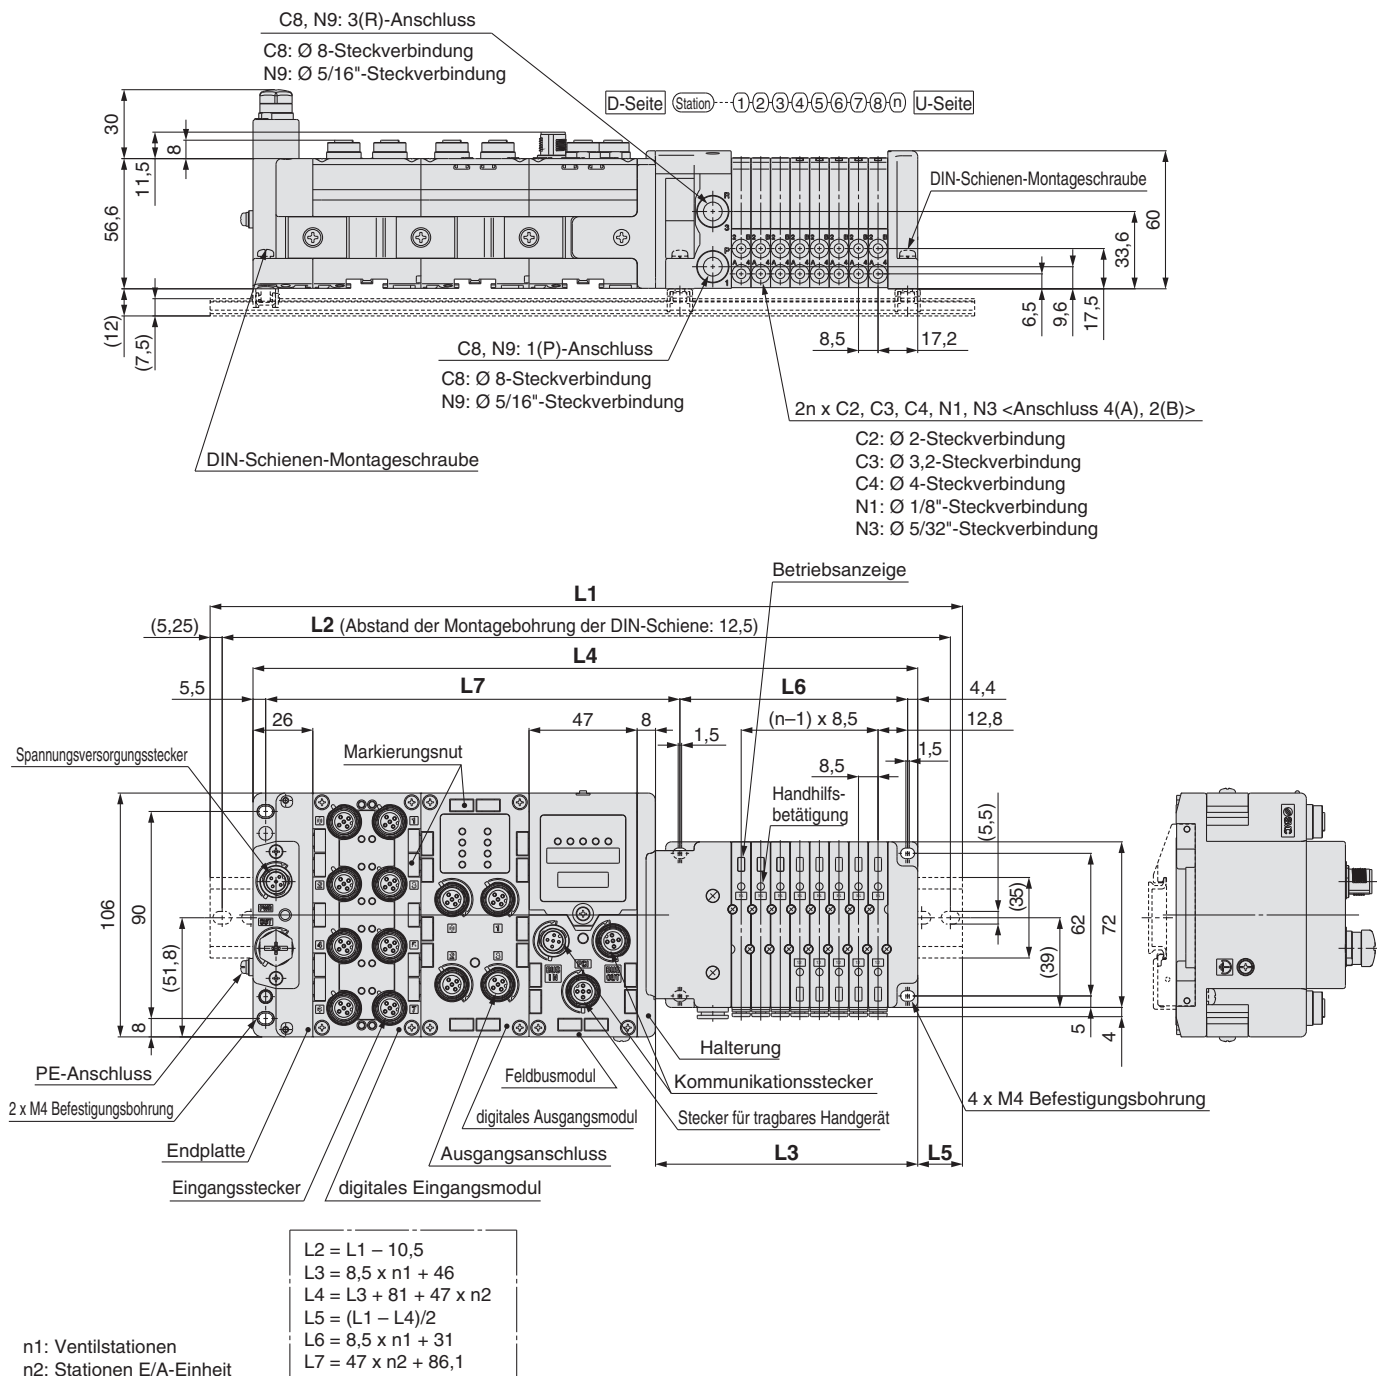 C8, N9: 3(R)-Anschluss
C8: Ø 8-Steckverbindung
N9: Ø 5/16"-Steckverbindung
D-Seite Station 1 2 3 4 5 6 7 8 n U-Seite
30
8
11,5
56,6
(12)
(7,5)
R
3
P
1
DIN-Schienen-Montageschraube
60
33,6
17,5
9,6
6,5
8,5
17,2
C8, N9: 1(P)-Anschluss
C8: Ø 8-Steckverbindung
N9: Ø 5/16"-Steckverbindung
2n x C2, C3, C4, N1, N3 <Anschluss 4(A), 2(B)>
C2: Ø 2-Steckverbindung
C3: Ø 3,2-Steckverbindung
C4: Ø 4-Steckverbindung
N1: Ø 1/8"-Steckverbindung
N3: Ø 5/32"-Steckverbindung
DIN-Schienen-Montageschraube
Betriebsanzeige
L1
(5,25)
L2 (Abstand der Montagebohrung der DIN-Schiene: 12,5)
L4
5,5
L7
L6
4,4
26
47
8
(n–1) x 8,5
12,8
1,5
1,5
8,5
Spannungsversorgungsstecker
Markierungsnut
Handhilfs-
betätigung
(5,5)
106
90
(51,8)
8
(35)
(39)
62
72
5
4
BUS IN
PCI
BUS OUT
SMC
PE-Anschluss
2 x M4 Befestigungsbohrung
Endplatte
Eingangsstecker
digitales Eingangsmodul
Ausgangsanschluss
digitales Ausgangsmodul
Feldbusmodul
Halterung
Kommunikationsstecker
Stecker für tragbares Handgerät
4 x M4 Befestigungsbohrung
L3
L5
L2 = L1 – 10,5
L3 = 8,5 x n1 + 46
L4 = L3 + 81 + 47 x n2
L5 = (L1 – L4)/2
L6 = 8,5 x n1 + 31
L7 = 47 x n2 + 86,1
n1: Ventilstationen
n2: Stationen E/A-Einheit